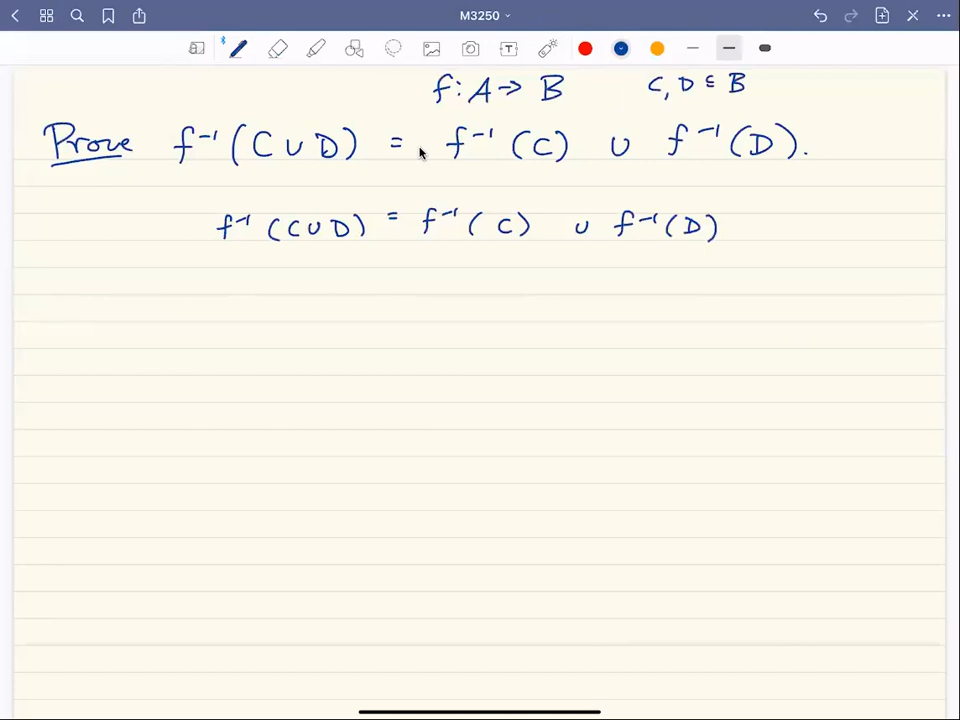 M3250
f: A → B C, D ⊆ B
Prove f⁻¹(C ∪ D) = f⁻¹(C) ∪ f⁻¹(D).
f⁻¹(C ∪ D) = f⁻¹(C) ∪ f⁻¹(D)